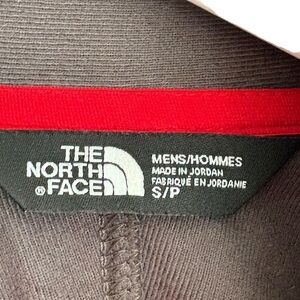 THE
NORTH
® FACE
MENS/HOMMES
MADE IN JORDAN
FABRIQUÉ EN JORDANIE
S/P